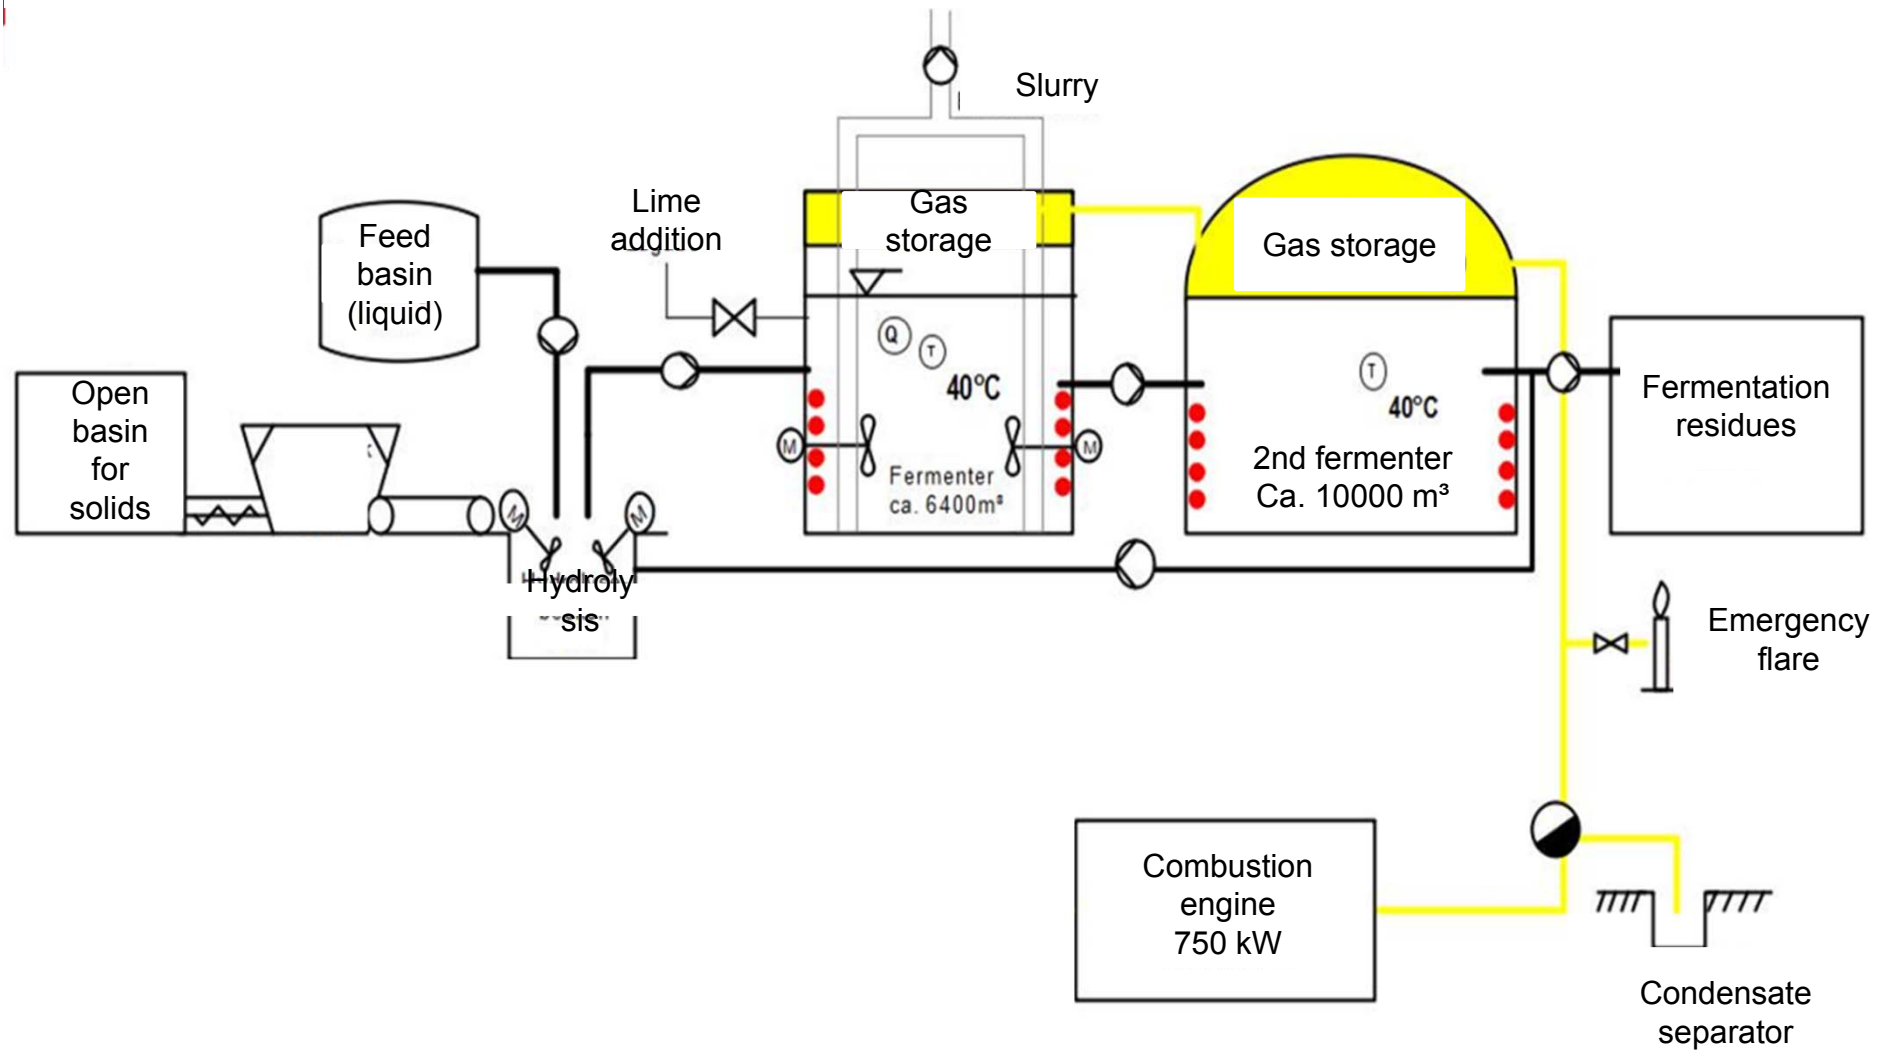 Slurry
Lime
addition
Gas
storage
Gas storage
Feed
basin
(liquid)
Open
basin
for
solids
Q
T
40°C
T
40°C
M
M
Fermenter
ca. 6400m³
2nd fermenter
Ca. 10000 m³
Fermentation
residues
M
M
Hydroly
sis
Emergency
flare
Combustion
engine
750 kW
Condensate
separator